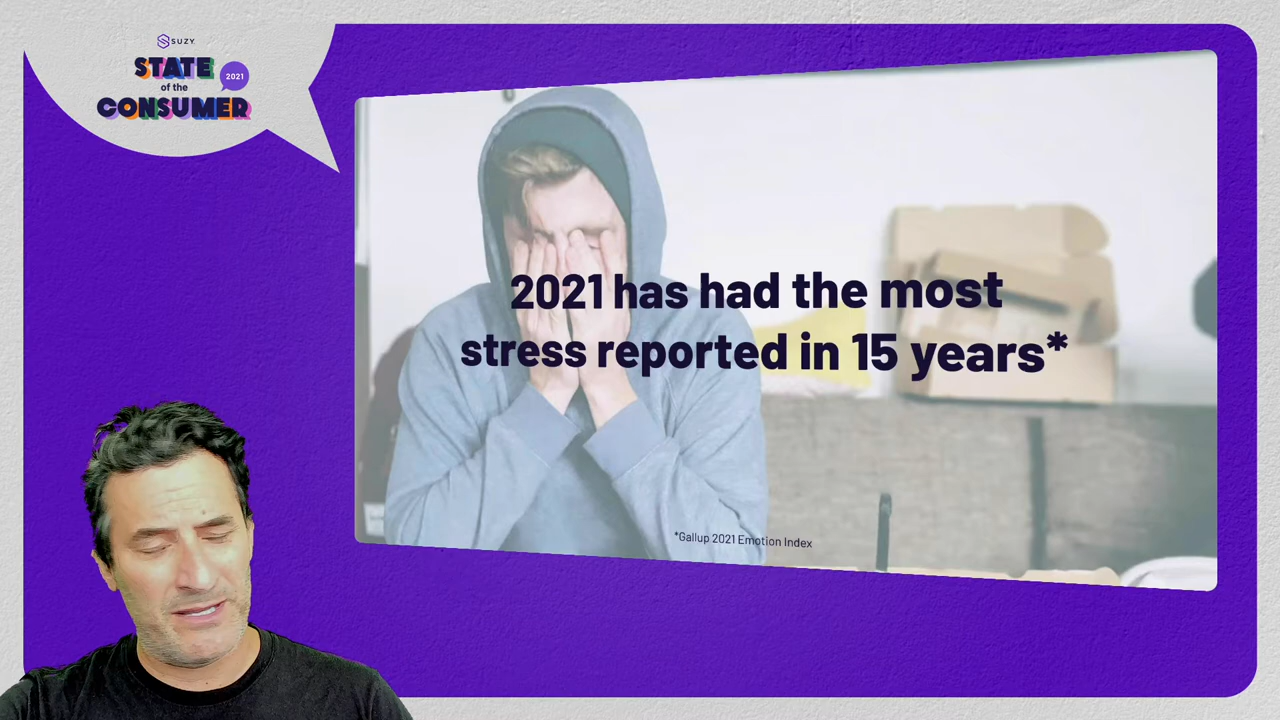 SUZY
STATE
2021
of the
CONSUMER
2021 has had the most
stress reported in 15 years*
*Gallup 2021 Emotion Index